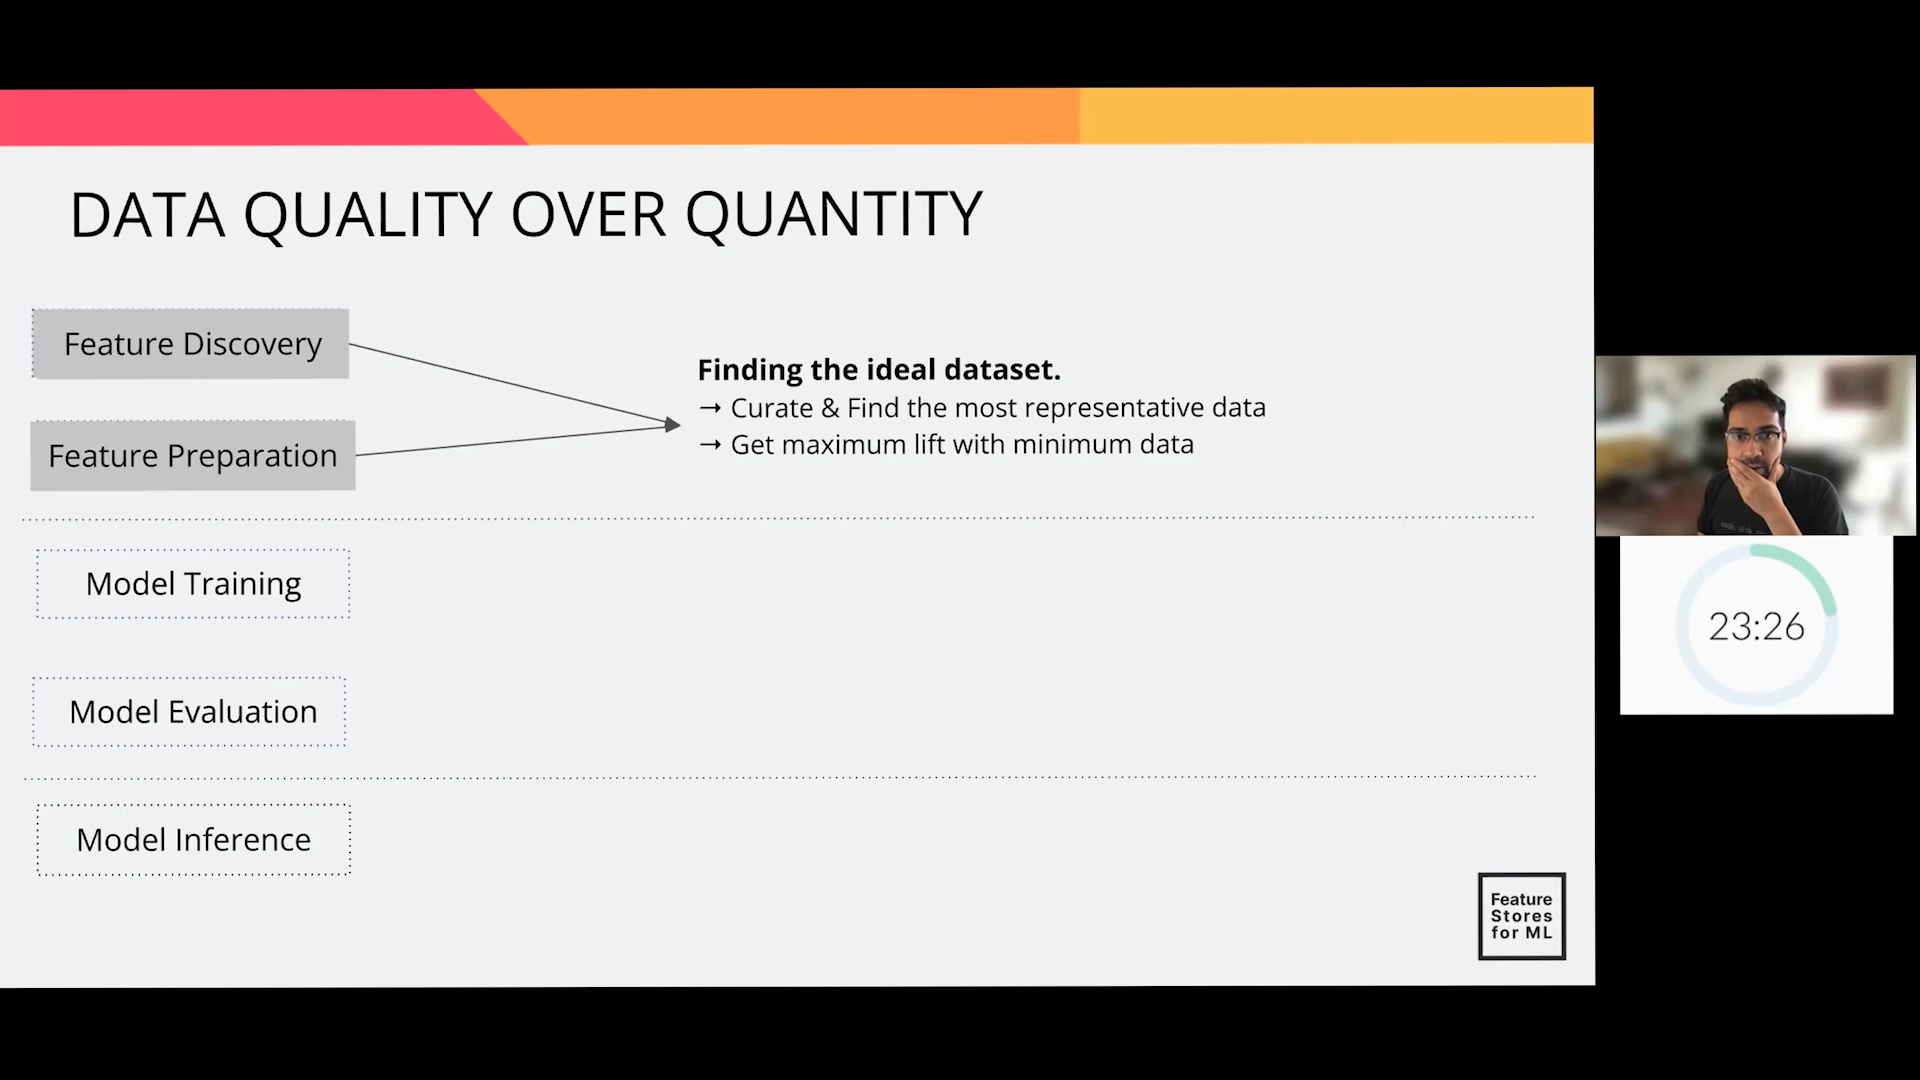 DATA QUALITY OVER QUANTITY
Feature Discovery
Feature Preparation
Finding the ideal dataset.
→ Curate & Find the most representative data
→ Get maximum lift with minimum data
Model Training
Model Evaluation
Model Inference
Feature
Stores
for ML
23:26